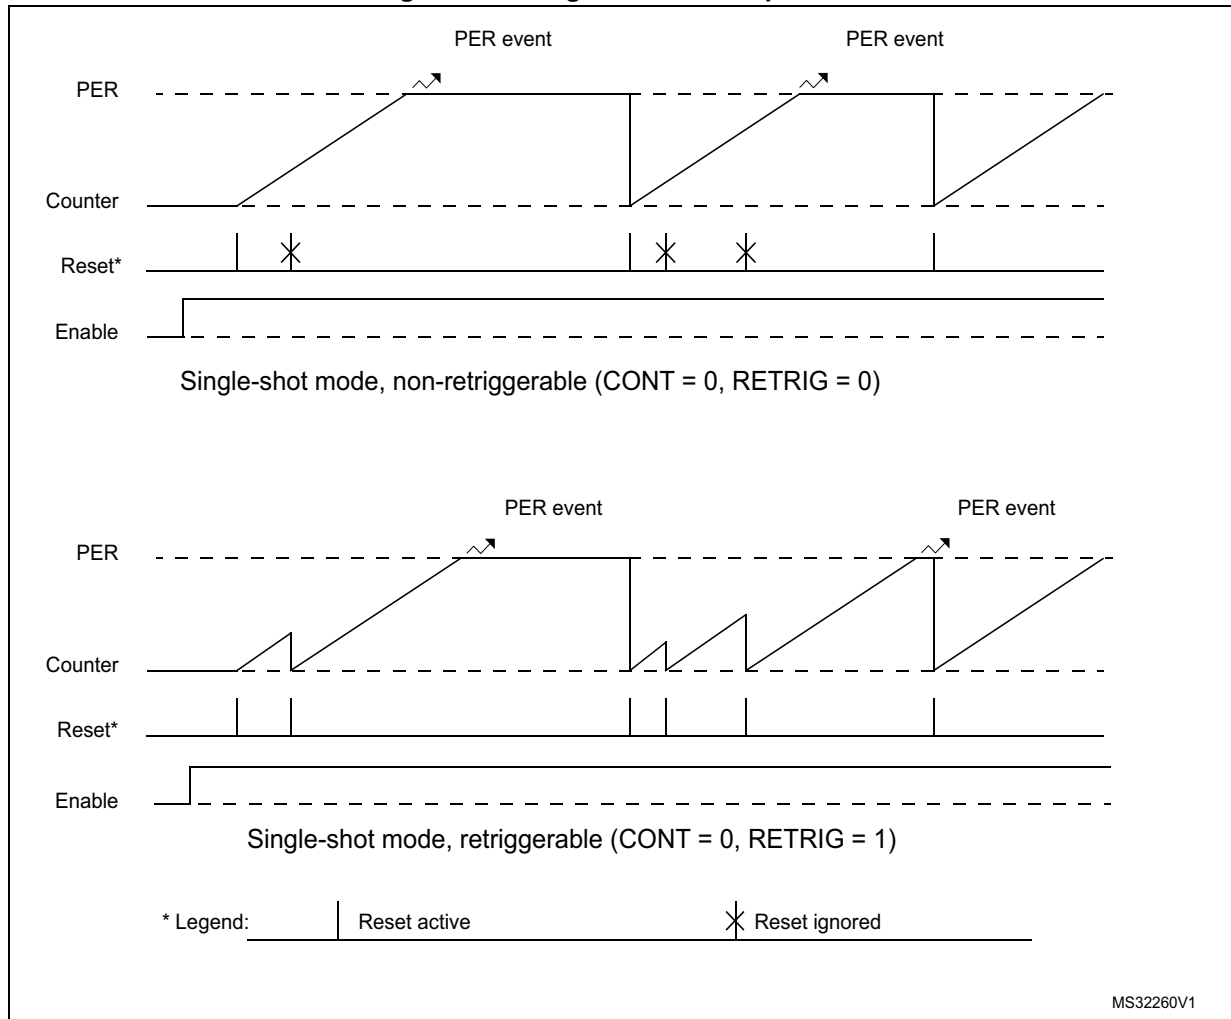 PER event PER event
PER
Counter
Reset*
Enable
Single-shot mode, non-retriggerable (CONT = 0, RETRIG = 0)
PER event PER event
PER
Counter
Reset*
Enable
Single-shot mode, retriggerable (CONT = 0, RETRIG = 1)
* Legend: Reset active Reset ignored
MS32260V1